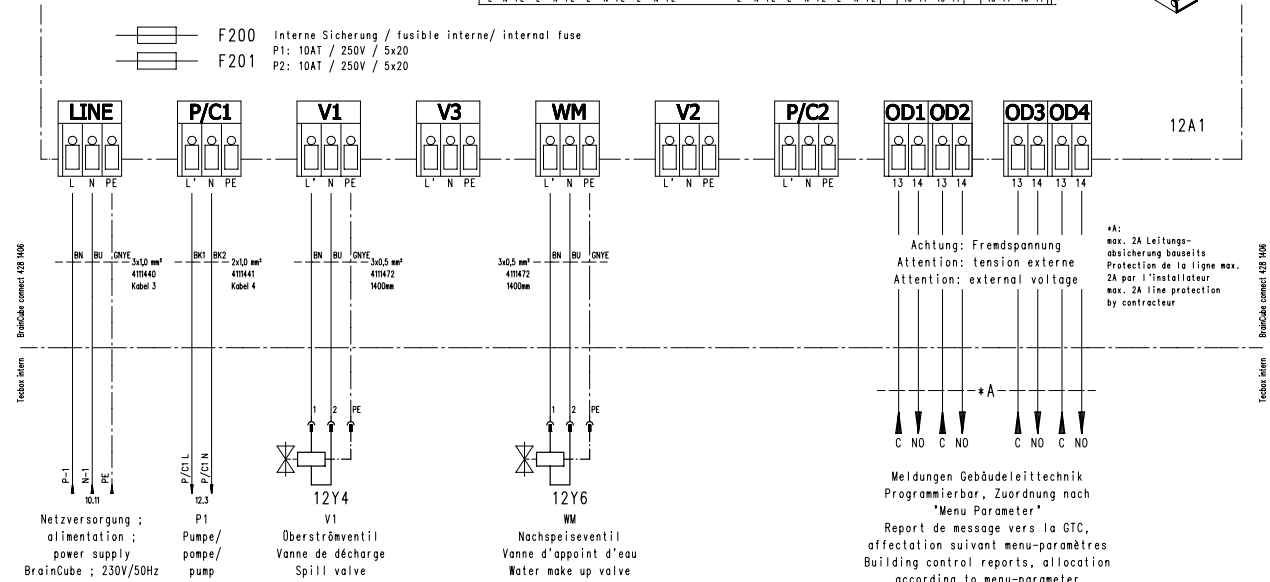 F200 Interne Sicherung / fusible interne/ internal fuse
P1: 10AT / 250V / 5x20
F201 P2: 10AT / 250V / 5x20
LINE P/C1 V1 V3 WM V2 P/C2 OD1 OD2 OD3 OD4
12A1
L N PE L' N PE L' N PE L' N PE L' N PE L' N PE L' N PE 13 14 13 14 13 14 13 14
BN BU GNYE
3x1,0 mm²
4111440
Kabel 3
BK1 BK2
2x1,0 mm²
4111441
Kabel 4
BN BU GNYE
3x0,5 mm²
4111472
1400mm
3x0,5 mm²
4111472
1400mm
BN BU GNYE
Achtung: Fremdspannung
Attention: tension externe
Attention: external voltage
*A:
max. 2A Leitungs-
absicherung bauseits
Protection de la ligne max.
2A par l'installateur
max. 2A line protection
by contracteur
BrainCube connect 428 1406
Tecbox intern
BrainCube connect 428 1406
Tecbox intern
1 2 PE
1 2 PE
*A
C NO C NO C NO C NO
P-1 N-1 PE
10.11
P/C1 L P/C1 N
12.3
12Y4
12Y6
Netzversorgung ;
alimentation ;
power supply
BrainCube ; 230V/50Hz
P1
Pumpe/
pompe/
pump
V1
Überströmventil
Vanne de décharge
Spill valve
WM
Nachspeiseventil
Vanne d'appoint d'eau
Water make up valve
Meldungen Gebäudeleittechnik
Programmierbar, Zuordnung nach
"Menu Parameter"
Report de message vers la GTC,
affectation suivant menu-paramètres
Building control reports, allocation
according to menu-parameter